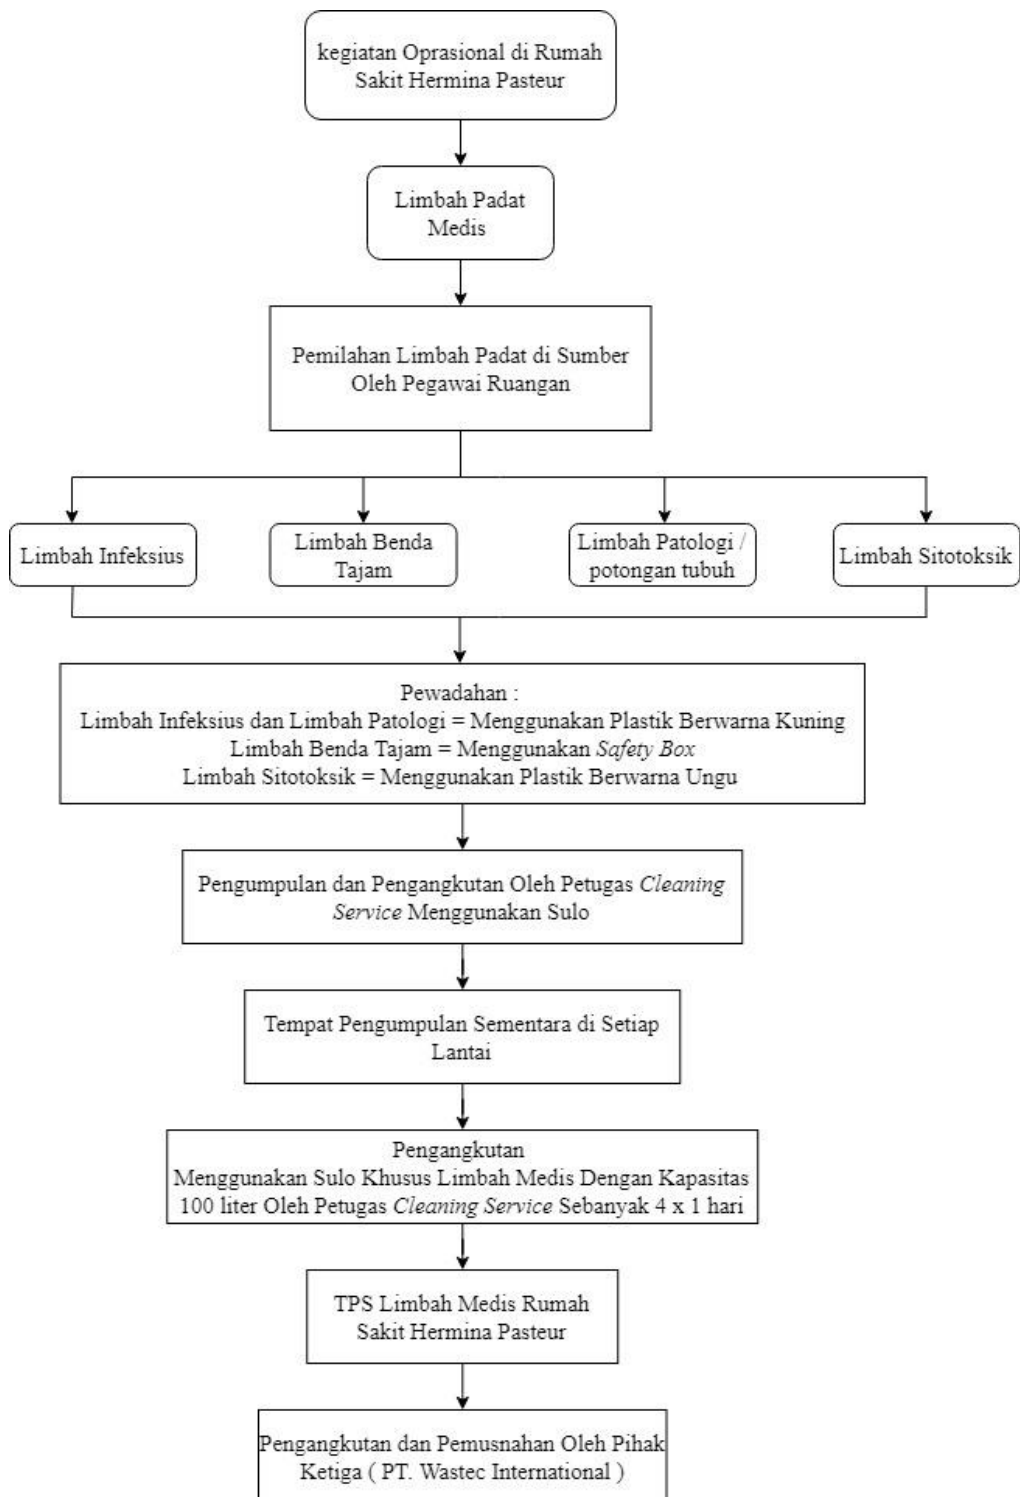 kegiatan Oprasional di Rumah
Sakit Hermina Pasteur
Limbah Padat
Medis
Pemilahan Limbah Padat di Sumber
Oleh Pegawai Ruangan
Limbah Infeksius
Limbah Benda
Tajam
Limbah Patologi /
potongan tubuh
Limbah Sitotoksik
Pewadahan :
Limbah Infeksius dan Limbah Patologi = Menggunakan Plastik Berwarna Kuning
Limbah Benda Tajam = Menggunakan Safety Box
Limbah Sitotoksik = Menggunakan Plastik Berwarna Ungu
Pengumpulan dan Pengangkutan Oleh Petugas Cleaning
Service Menggunakan Sulo
Tempat Pengumpulan Sementara di Setiap
Lantai
Pengangkutan
Menggunakan Sulo Khusus Limbah Medis Dengan Kapasitas
100 liter Oleh Petugas Cleaning Service Sebanyak 4 x 1 hari
TPS Limbah Medis Rumah
Sakit Hermina Pasteur
Pengangkutan dan Pemusnahan Oleh Pihak
Ketiga ( PT. Wastec International )